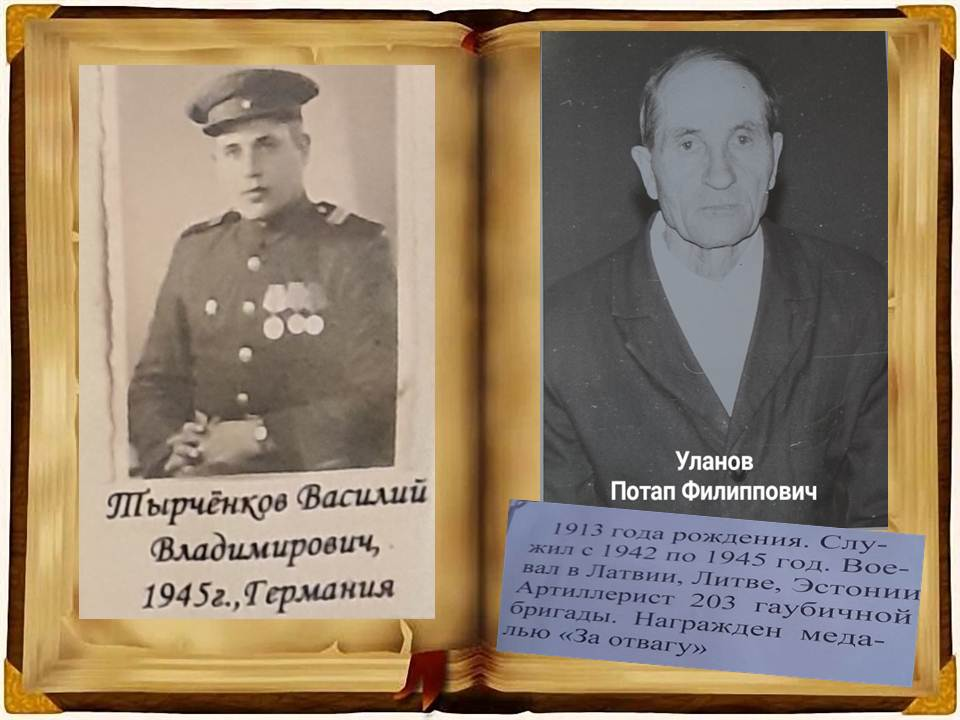 Тырчёнков Василий
Владимирович,
1945г.,Германия
Уланов
Потап Филиппович
1913 года рождения. Слу-
жил с 1942 по 1945 год. Вое-
вал в Латвии, Литве, Эстонии
Артиллерист 203 гаубичной
бригады. Награжден меда-
лью «За отвагу»